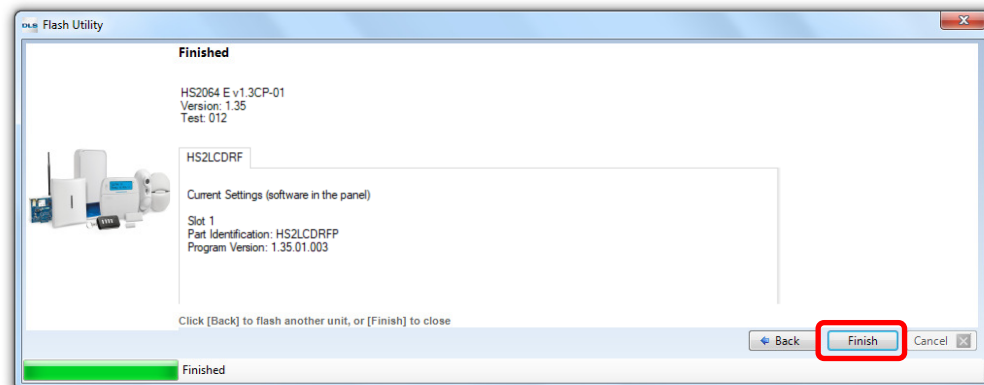 DLS Flash Utility
Finished
HS2064 E v1.3CP-01
Version: 1.35
Test: 012
HS2LCDRF
Current Settings (software in the panel)
Slot 1
Part Identification: HS2LCDRFP
Program Version: 1.35.01.003
Click [Back] to flash another unit, or [Finish] to close
Back Finish Cancel
Finished